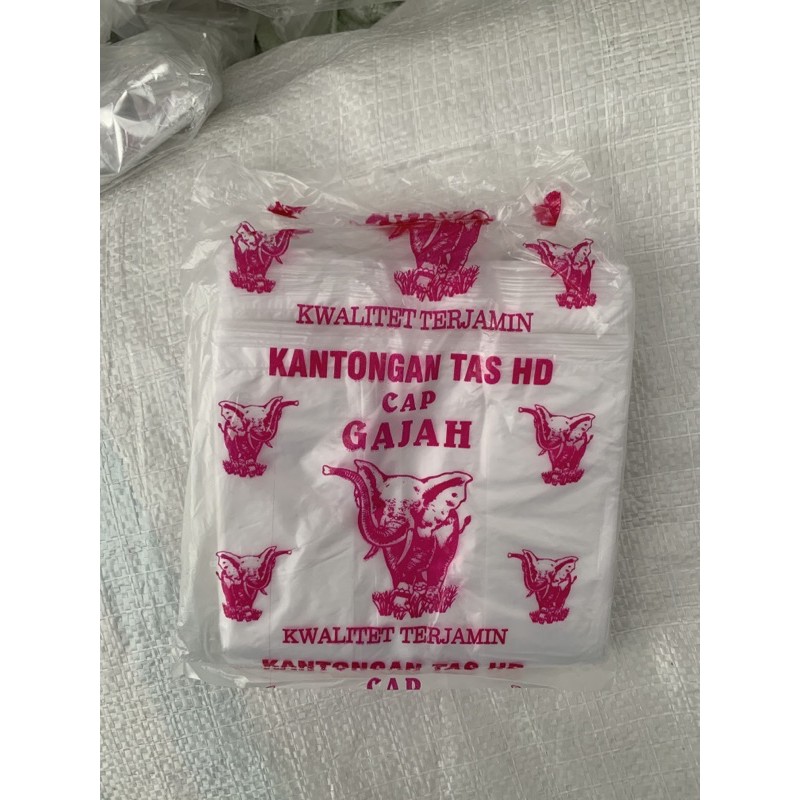 KWALITET TERJAMIN
KANTONGAN TAS HD
CAP
GAJAH
KWALITET TERJAMIN
KANTONGAN TAS HD
CAP